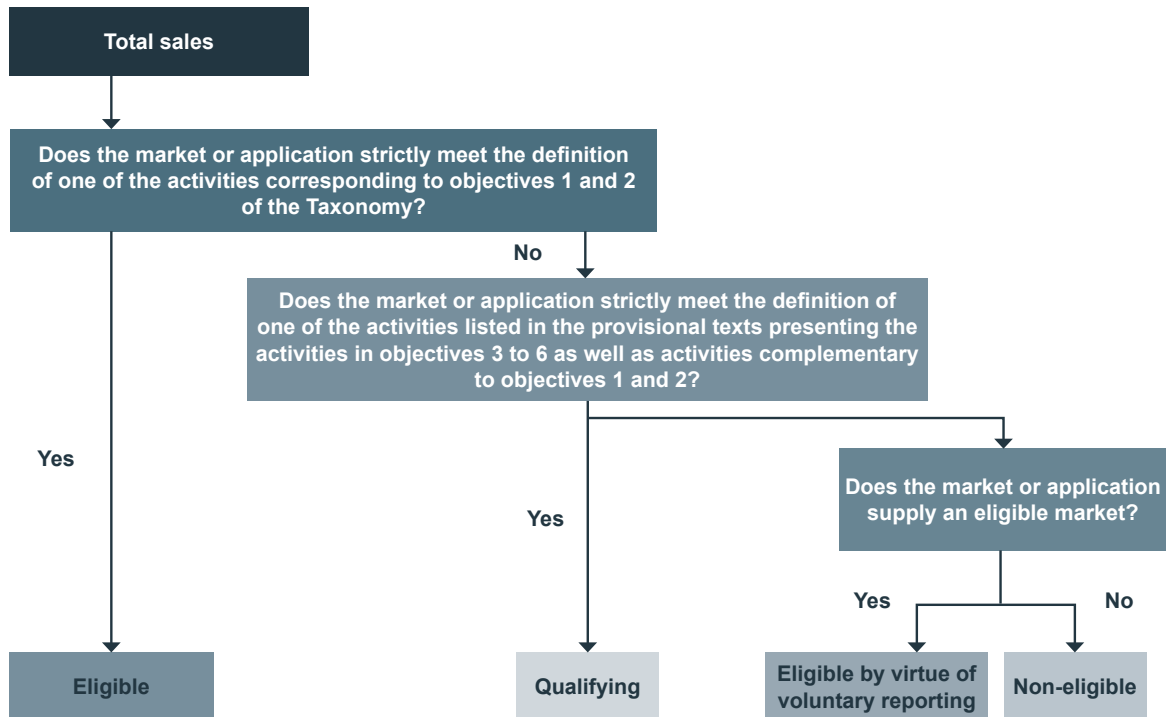 Total sales
Does the market or application strictly meet the definition
of one of the activities corresponding to objectives 1 and 2
of the Taxonomy?
No
Does the market or application strictly meet the definition of
one of the activities listed in the provisional texts presenting the
activities in objectives 3 to 6 as well as activities complementary
to objectives 1 and 2?
Yes
Yes
Does the market or application
supply an eligible market?
Yes
No
Eligible
Qualifying
Eligible by virtue of
voluntary reporting
Non-eligible